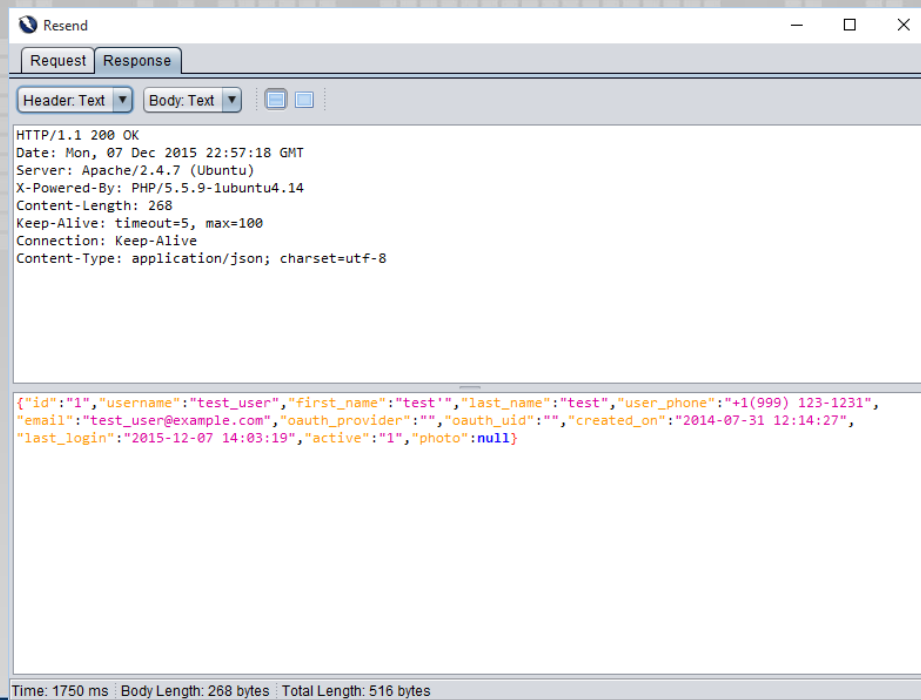 Resend
Request Response
Header: Text Body: Text
HTTP/1.1 200 OK
Date: Mon, 07 Dec 2015 22:57:18 GMT
Server: Apache/2.4.7 (Ubuntu)
X-Powered-By: PHP/5.5.9-1ubuntu4.14
Content-Length: 268
Keep-Alive: timeout=5, max=100
Connection: Keep-Alive
Content-Type: application/json; charset=utf-8
{"id":"1","username":"test_user","first_name":"test'","last_name":"test","user_phone":"+1(999) 123-1231",
"email":"test_user@example.com","oauth_provider":"","oauth_uid":"","created_on":"2014-07-31 12:14:27",
"last_login":"2015-12-07 14:03:19","active":"1","photo":null}
Time: 1750 ms Body Length: 268 bytes Total Length: 516 bytes